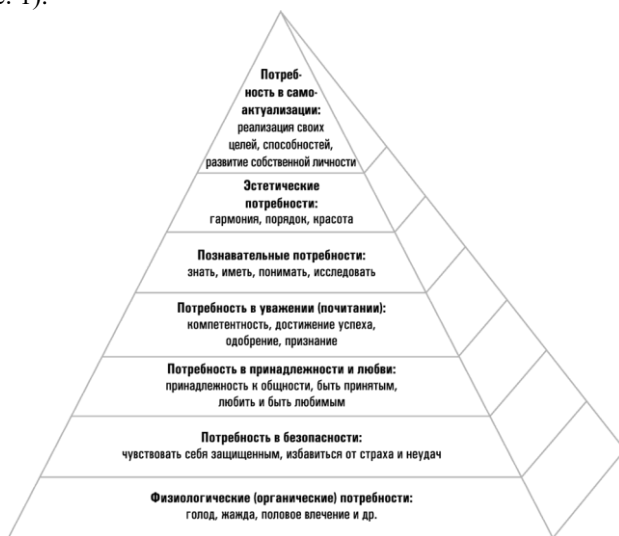 Потреб-
ность в само-
актуализации:
реализация своих
целей, способностей,
развитие собственной личности
Эстетические
потребности:
гармония, порядок, красота
Познавательные потребности:
знать, иметь, понимать, исследовать
Потребность в уважении (почитании):
компетентность, достижение успеха,
одобрение, признание
Потребность в принадлежности и любви:
принадлежность к общности, быть принятым,
любить и быть любимым
Потребность в безопасности:
чувствовать себя защищенным, избавиться от страха и неудач
Физиологические (органические) потребности:
голод, жажда, половое влечение и др.